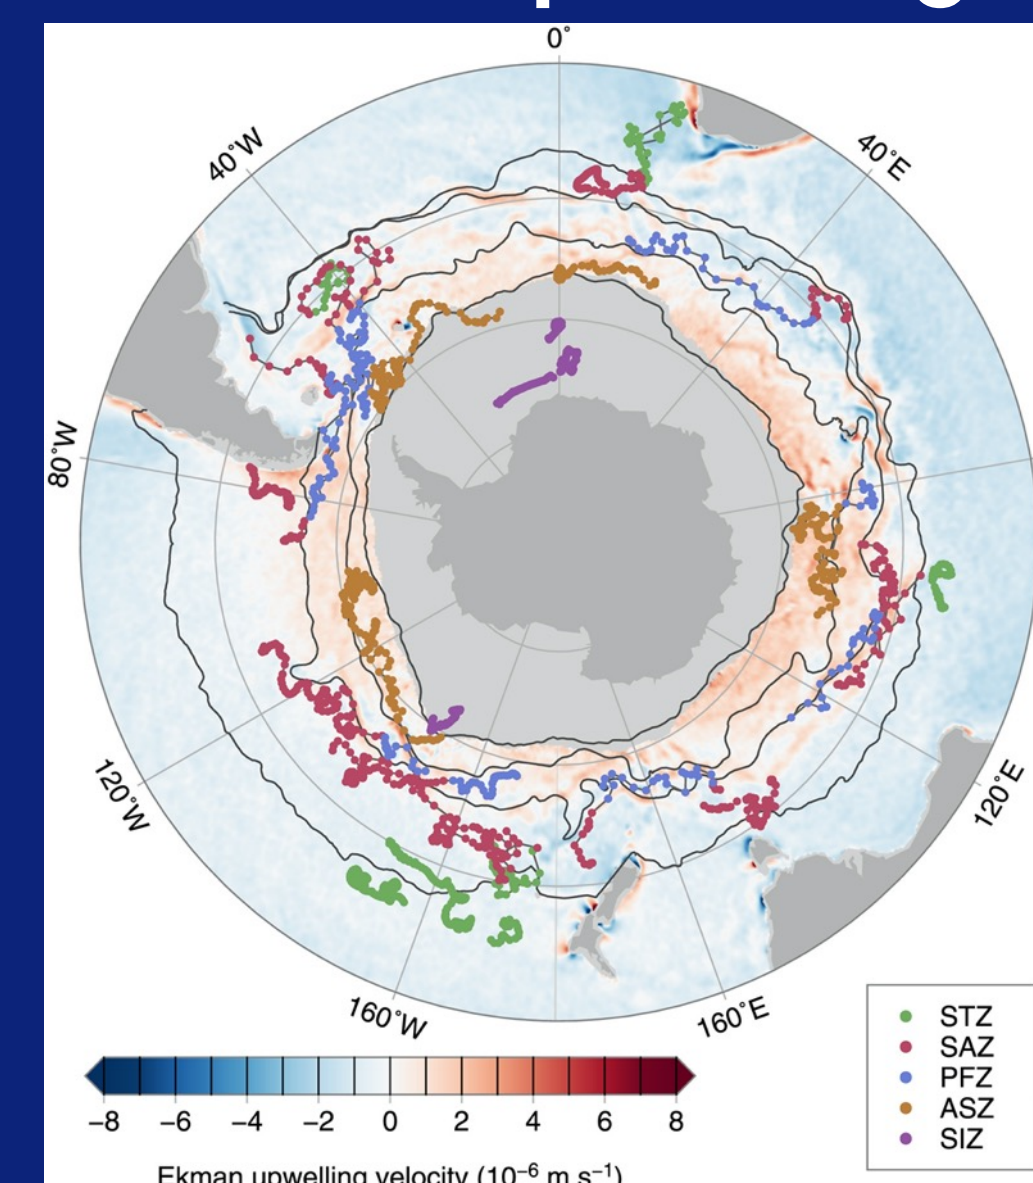 0°
40°W
40°E
80°W
120°W
120°E
160°W
160°E
STZ
SAZ
PFZ
ASZ
SIZ
−8 −6 −4 −2 0 2 4 6 8
Ekman upwelling velocity (10⁻⁶ m s⁻¹)